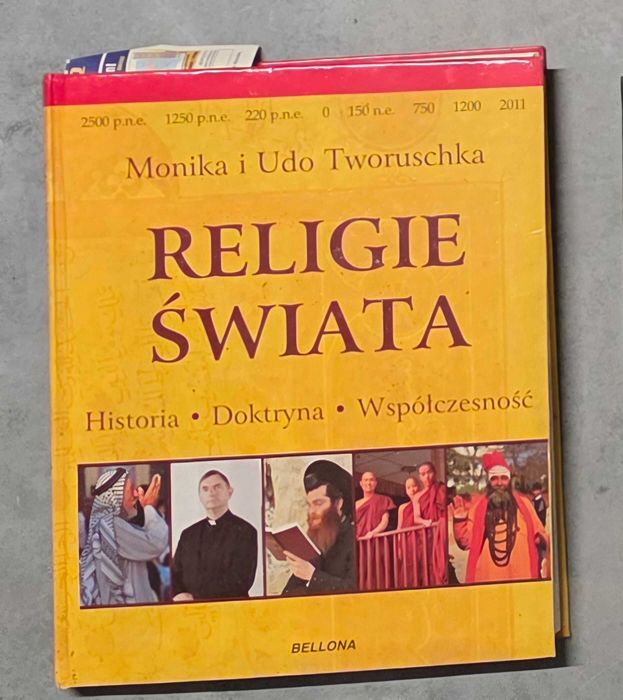 2500 p.n.e. 1250 p.n.e. 220 p.n.e. 0 150 n.e. 750 1200 2011
Monika i Udo Tworuschka
RELIGIE
ŚWIATA
Historia • Doktryna • Współczesność
BELLONA